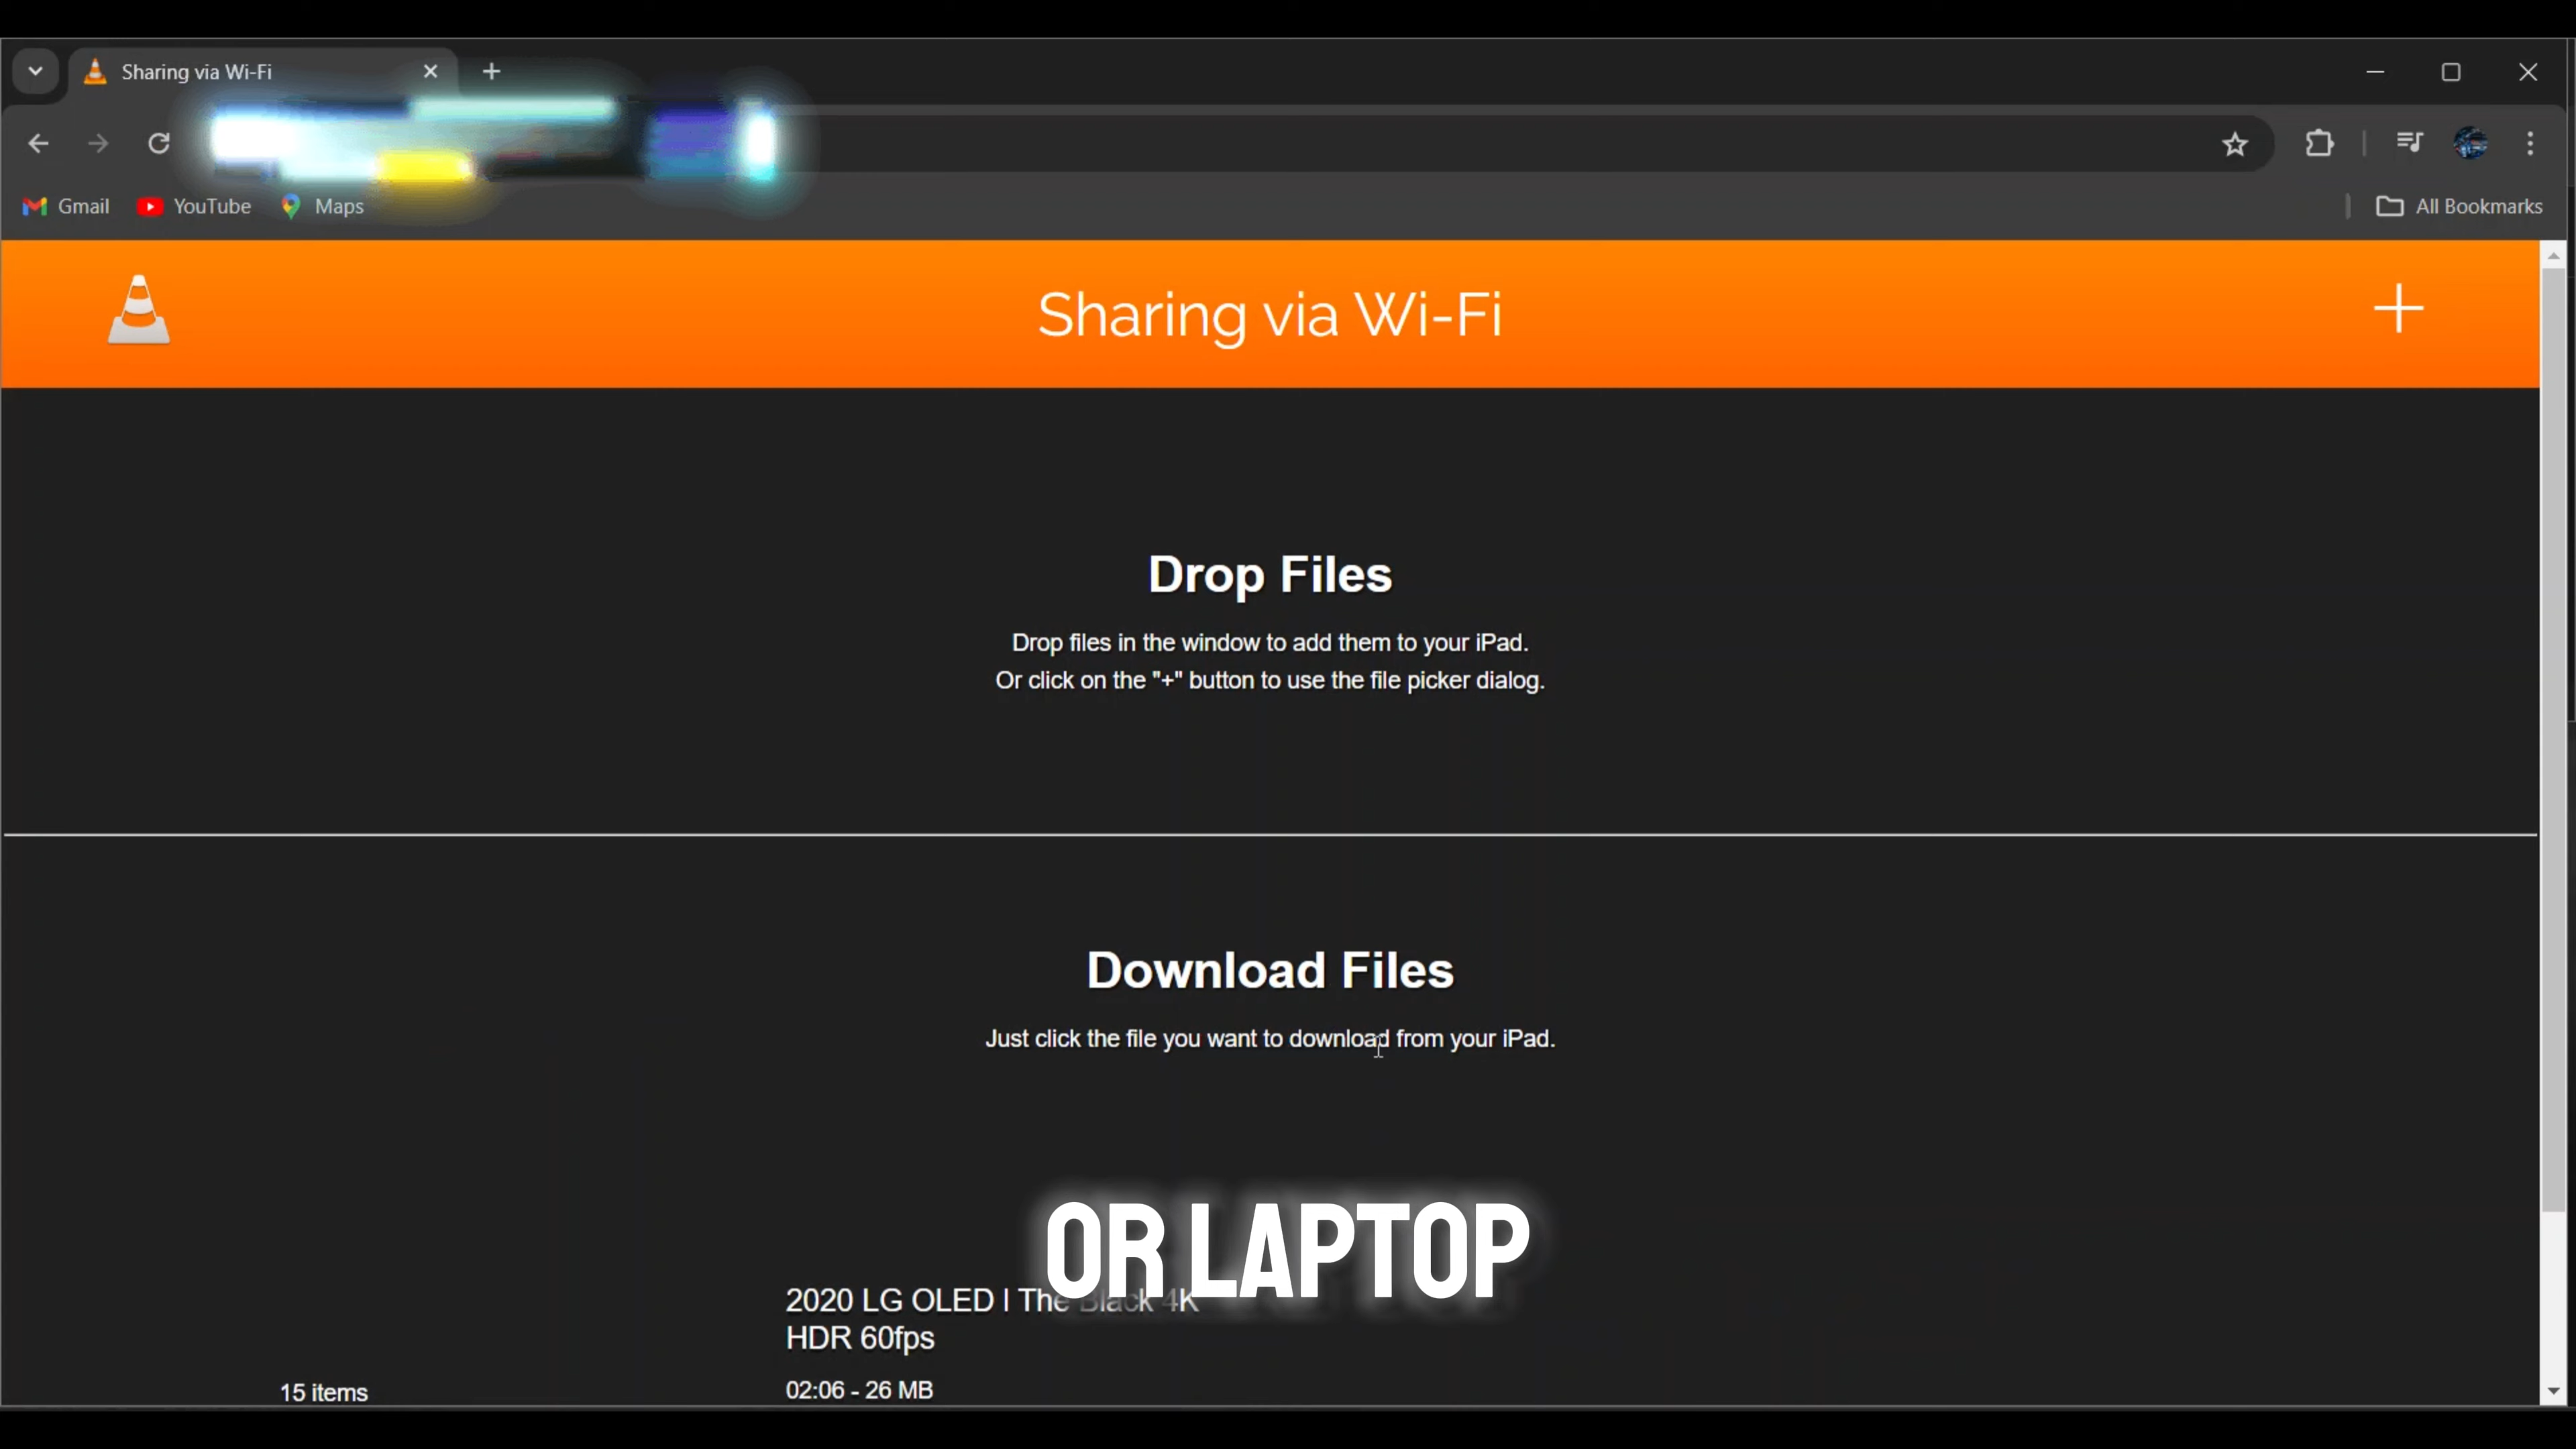 Sharing via Wi-Fi
Gmail YouTube Maps All Bookmarks
Sharing via Wi-Fi
Drop Files
Drop files in the window to add them to your iPad.
Or click on the "+" button to use the file picker dialog.
Download Files
Just click the file you want to download from your iPad.
OR LAPTOP
2020 LG OLED l The Black 4K
HDR 60fps
15 items
02:06 - 26 MB